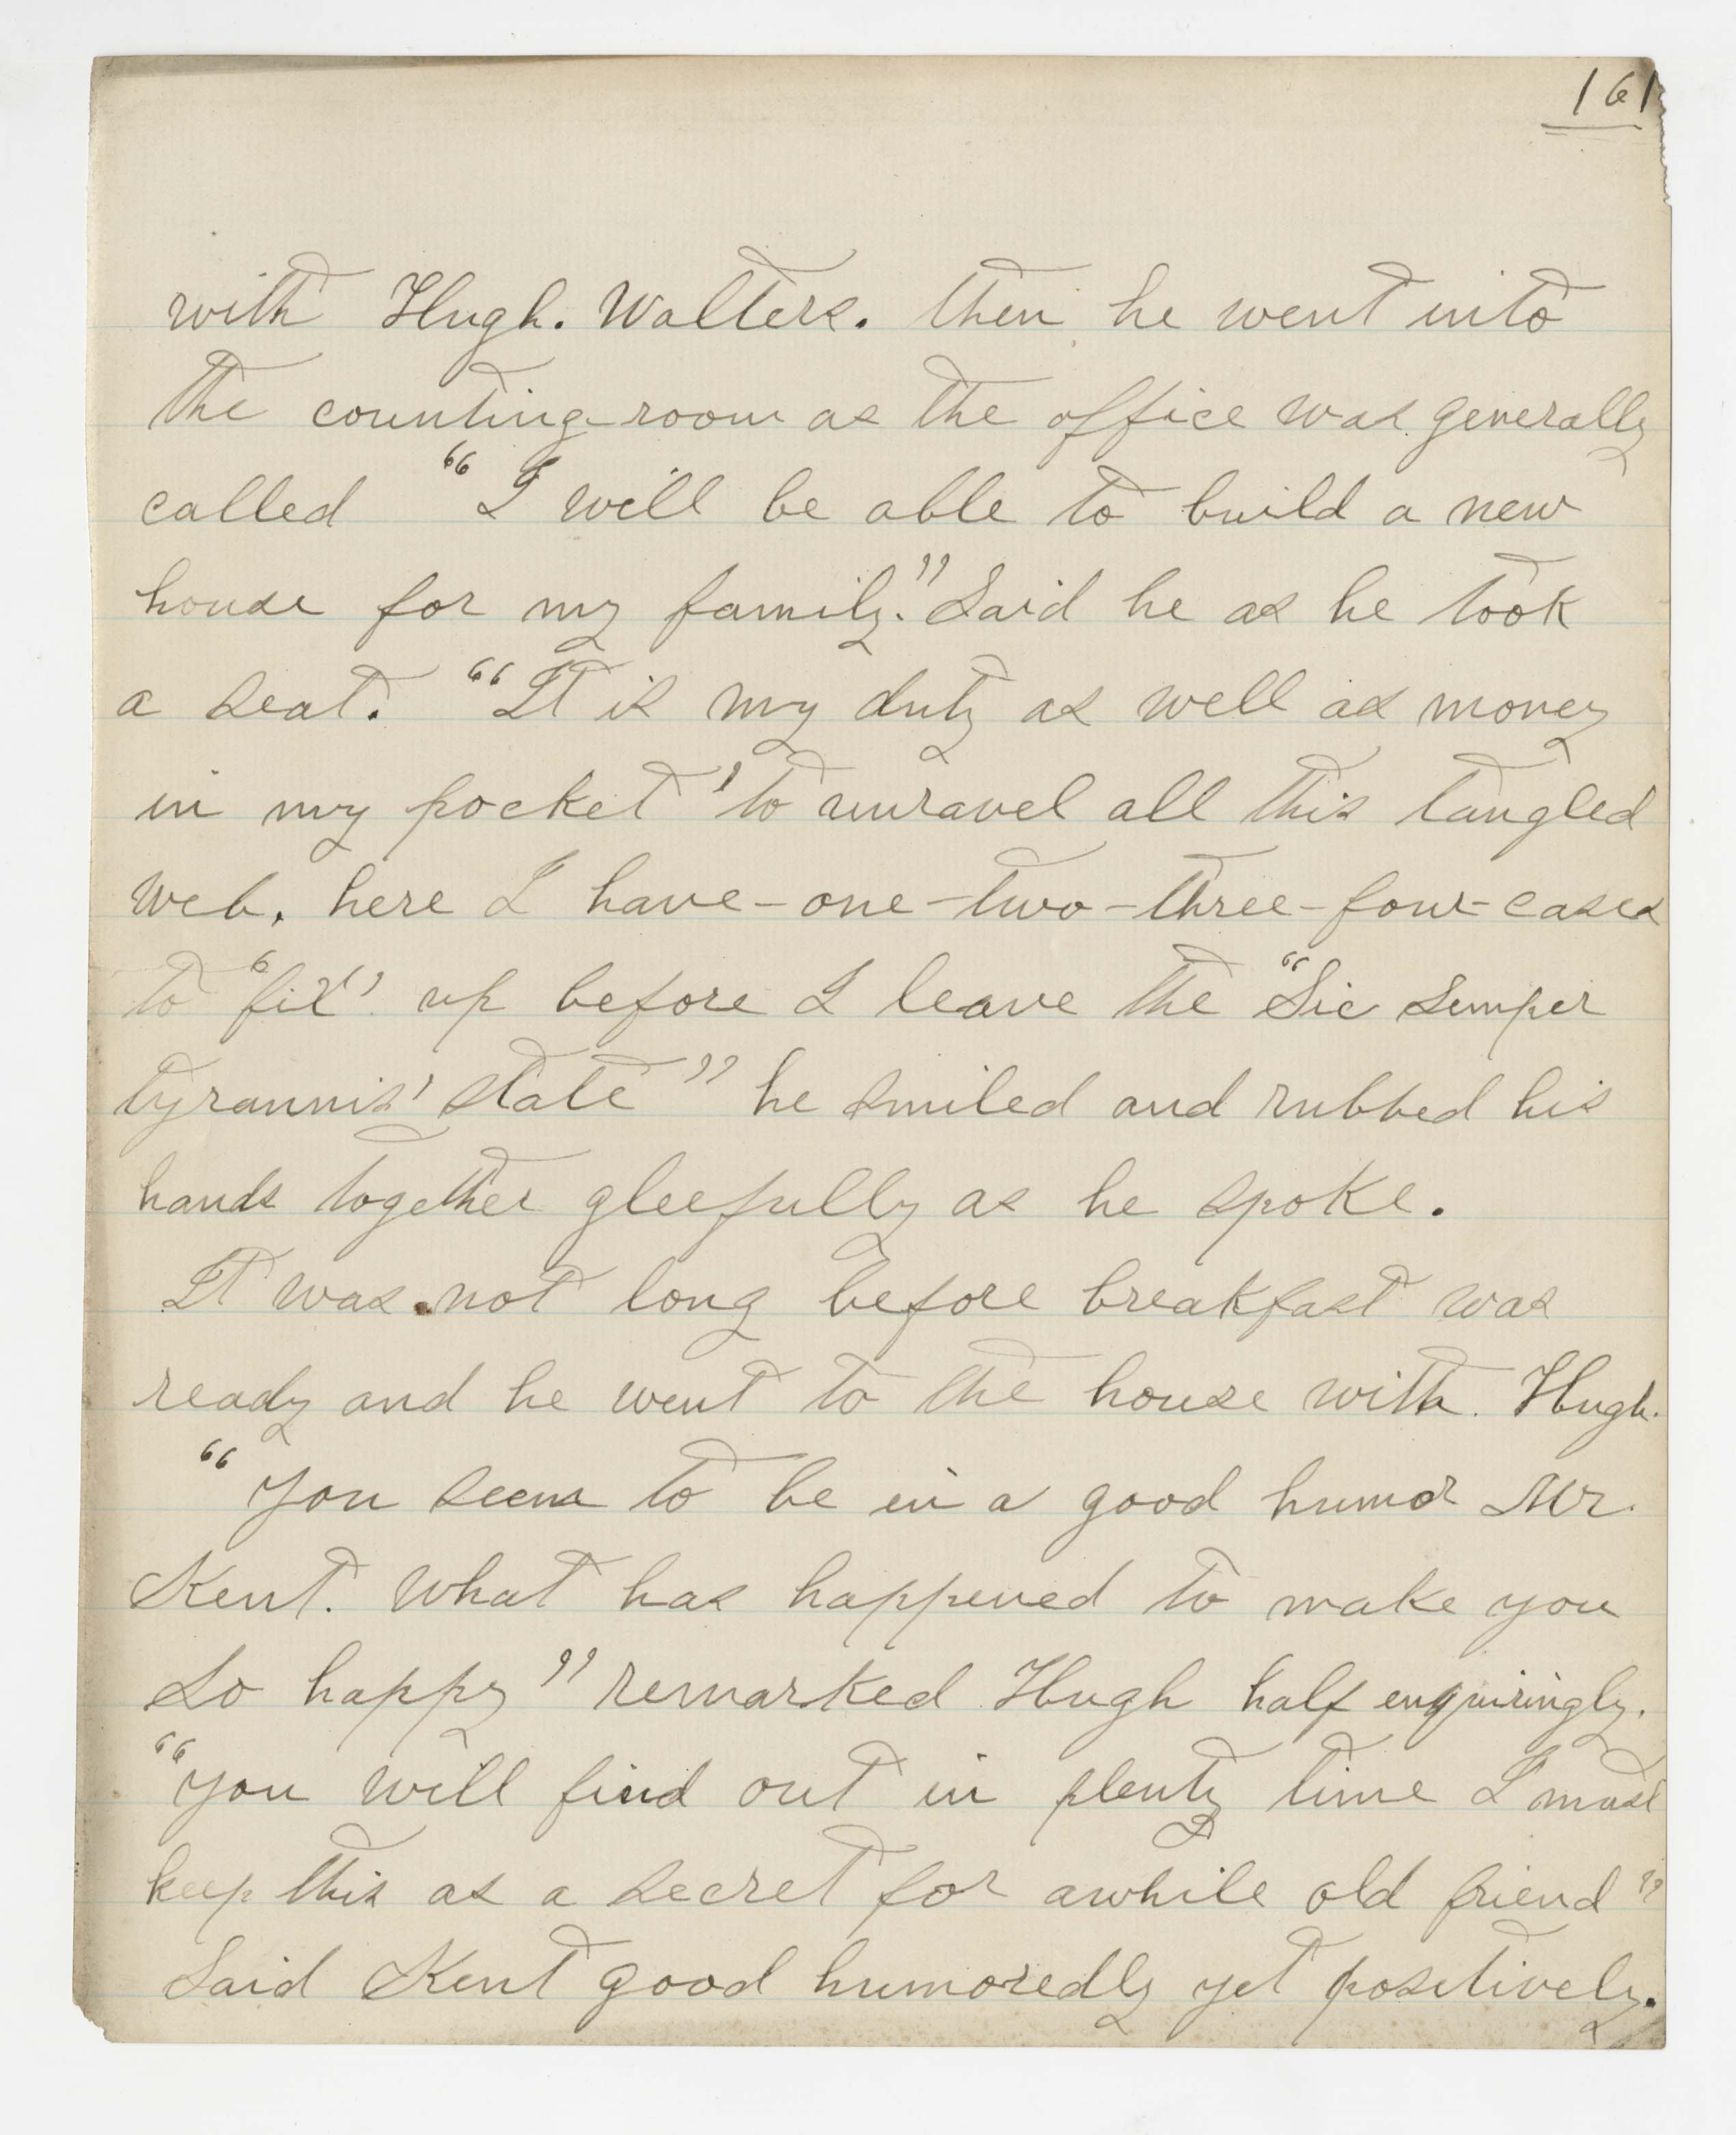 161
with Hugh. Walters. then he went into
the counting-room as the office was generally
called "I will be able to build a new
house for my family." Said he as he took
a seat. "It is my duty as well as money
in my pocket 'to unravel all this tangled
web. here I have - one - two - three - four - cases
to "fix" up before I leave the "Sic Semper
tyrannis' state" he smiled and rubbed his
hands together gleefully as he spoke.
It was not long before breakfast was
ready and he went to the house with. Hugh.
"You seem to be in a good humor Mr.
Kent. What has happened to make you
so happy" remarked Hugh half enquiringly.
"You will find out in plenty time I must
keep this as a secret for awhile old friend"
Said Kent good humoredly yet positively.